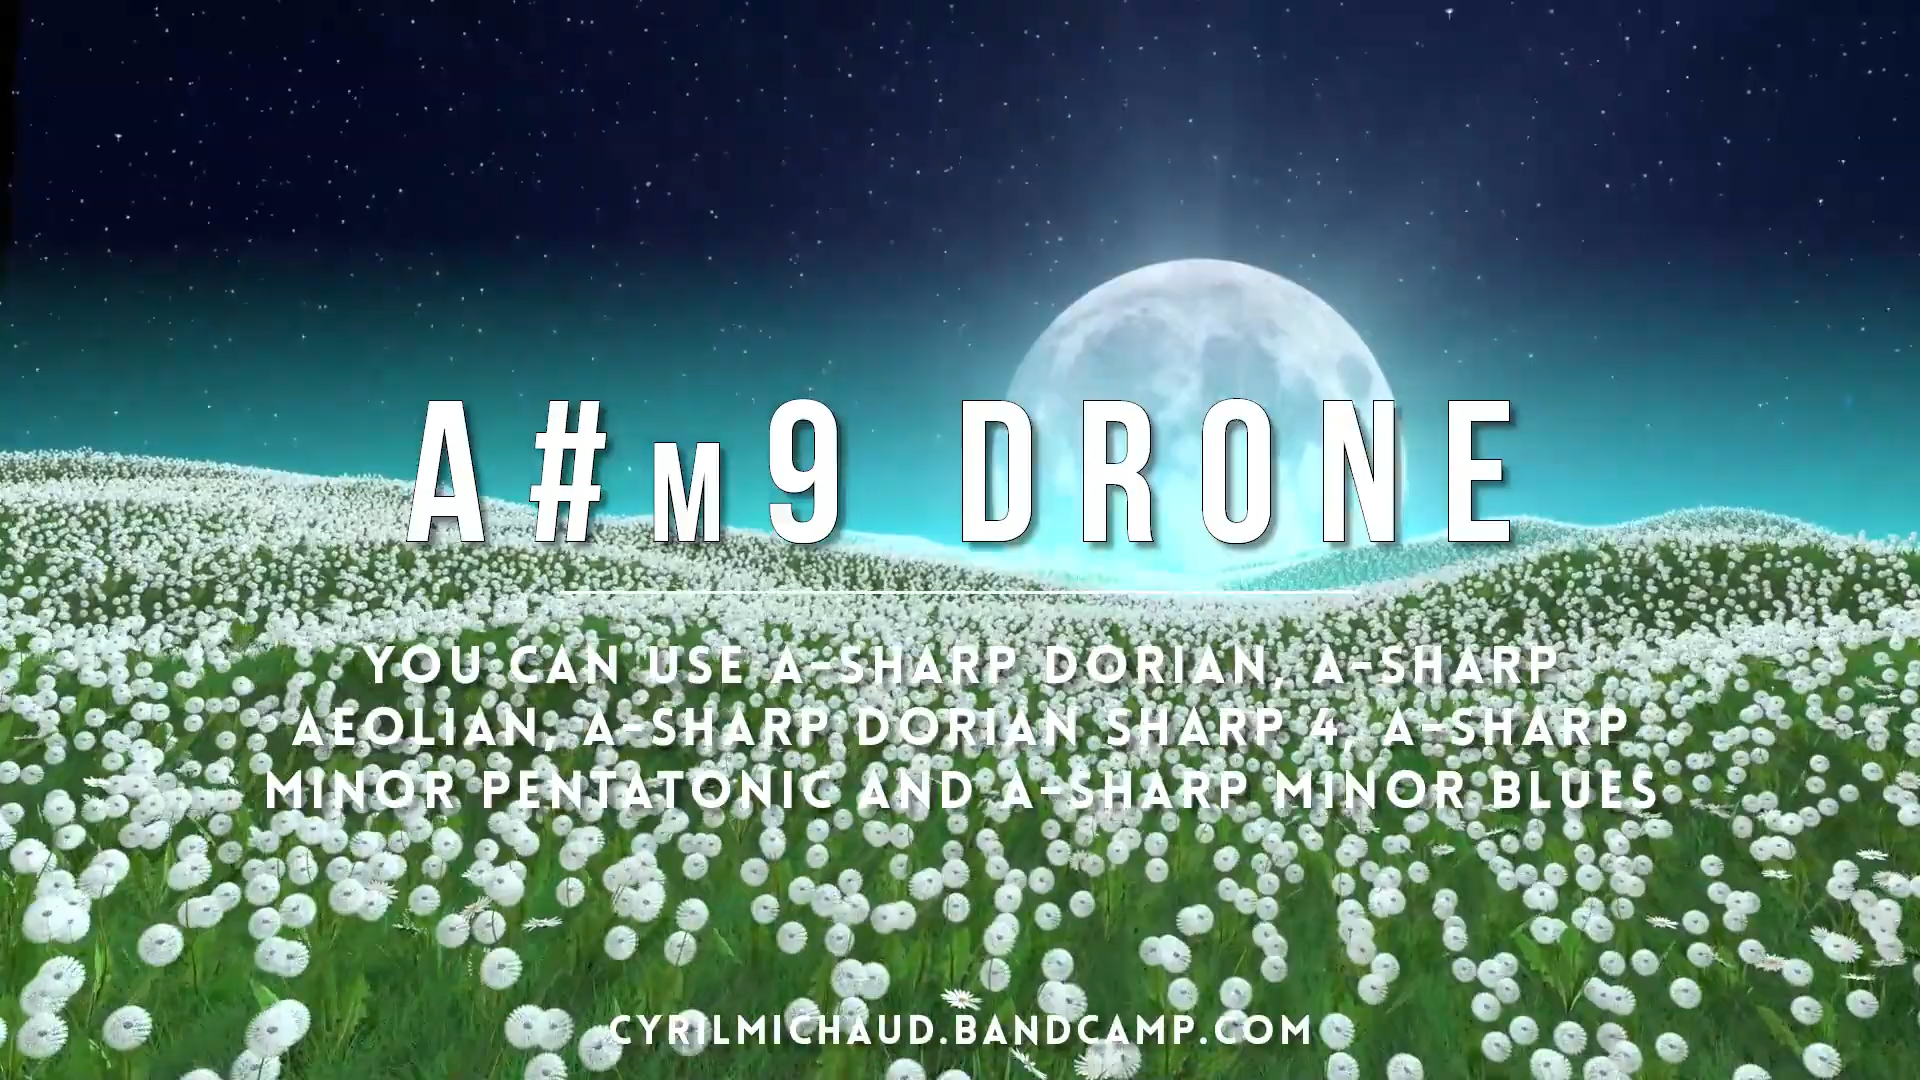 A#M9 DRONE
YOU CAN USE A-SHARP DORIAN, A-SHARP
AEOLIAN, A-SHARP DORIAN SHARP 4, A-SHARP
MINOR PENTATONIC AND A-SHARP MINOR BLUES
CYRILMICHAUD.BANDCAMP.COM